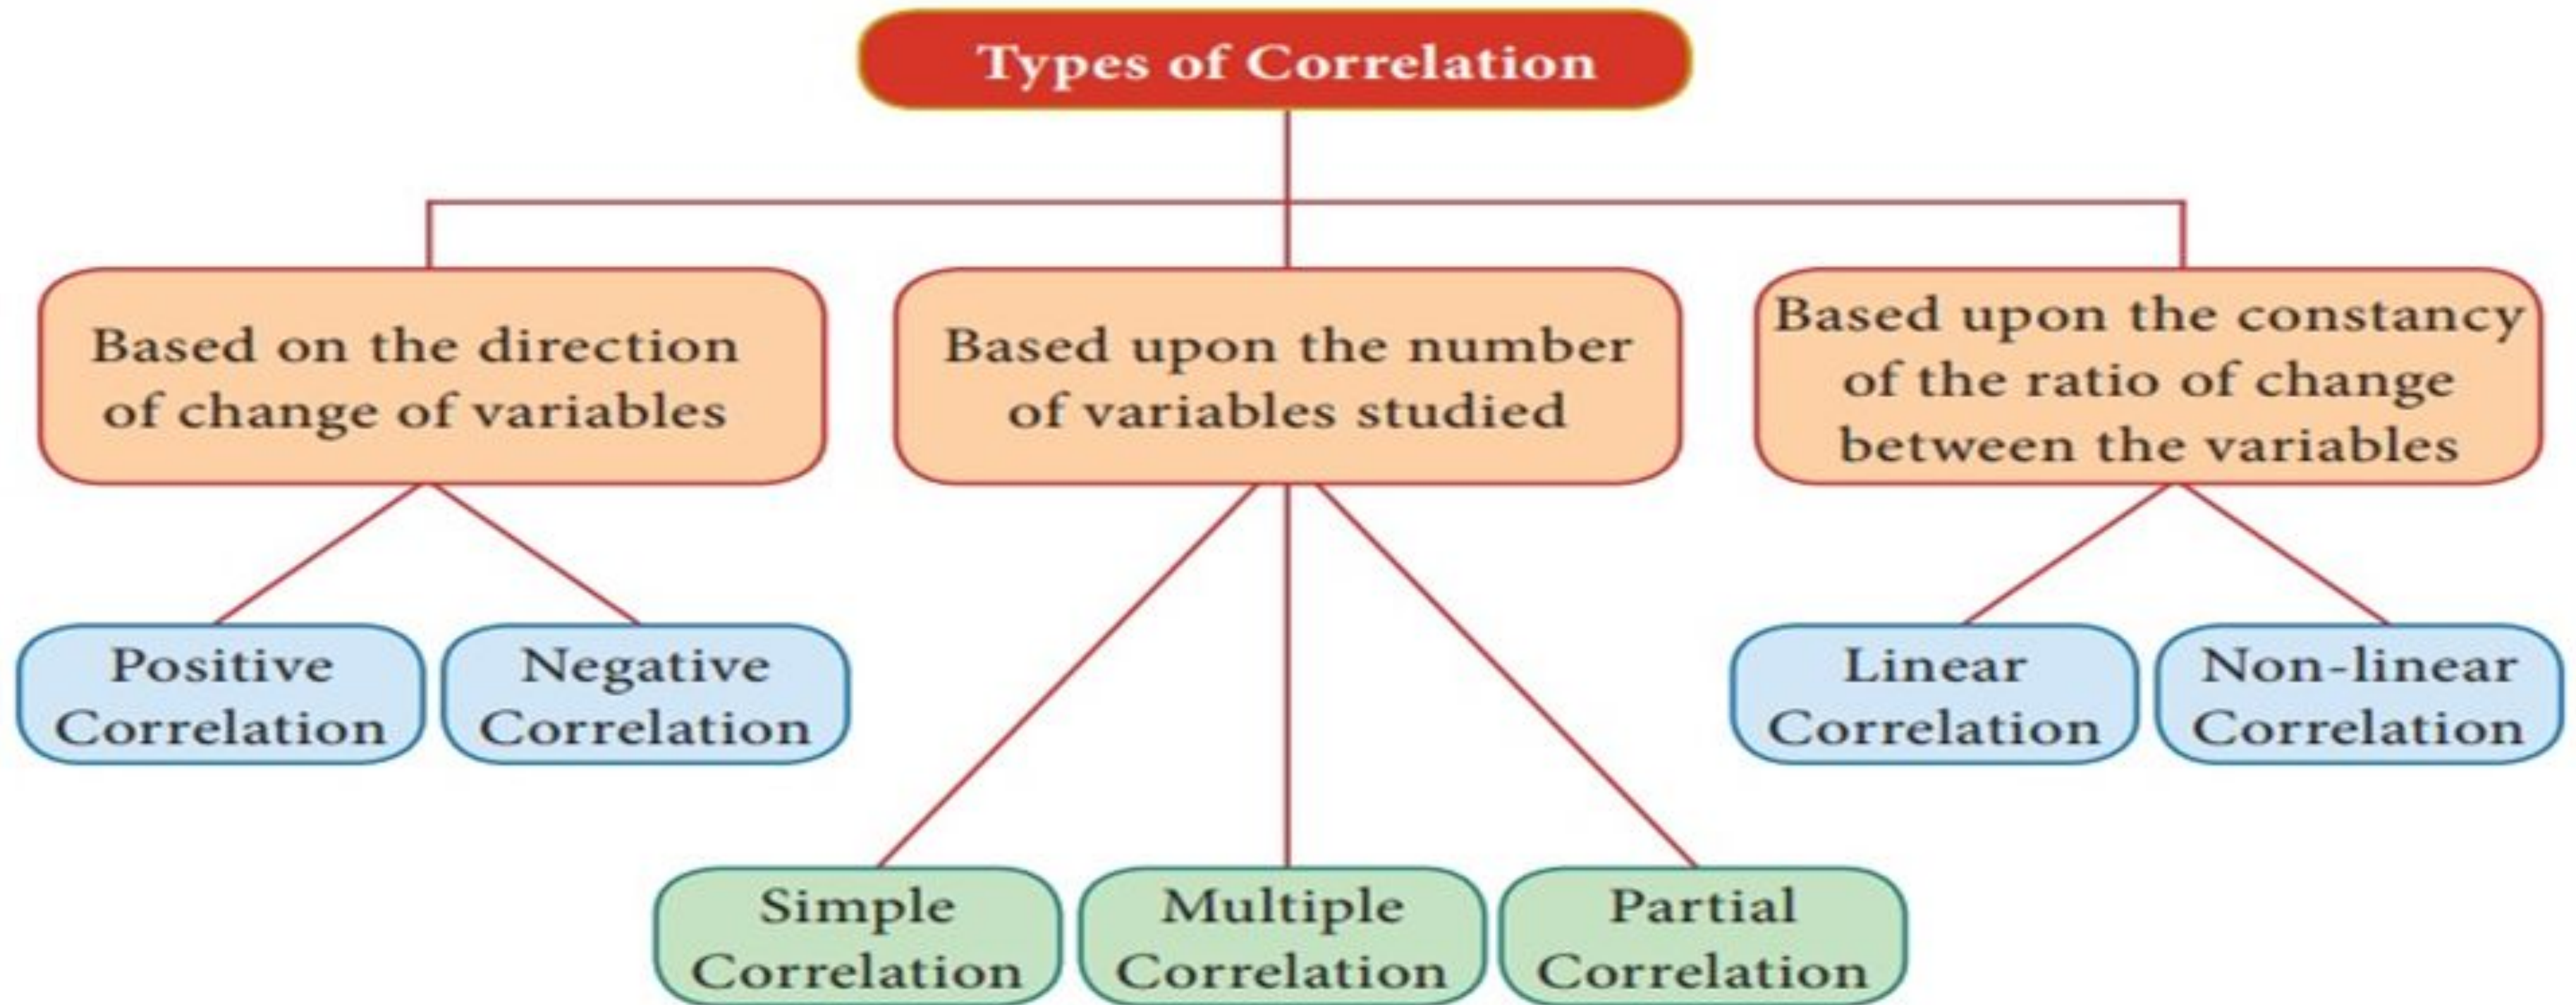 Types of Correlation
Based on the direction
of change of variables
Based upon the number
of variables studied
Based upon the constancy
of the ratio of change
between the variables
Positive
Correlation
Negative
Correlation
Linear
Correlation
Non-linear
Correlation
Simple
Correlation
Multiple
Correlation
Partial
Correlation